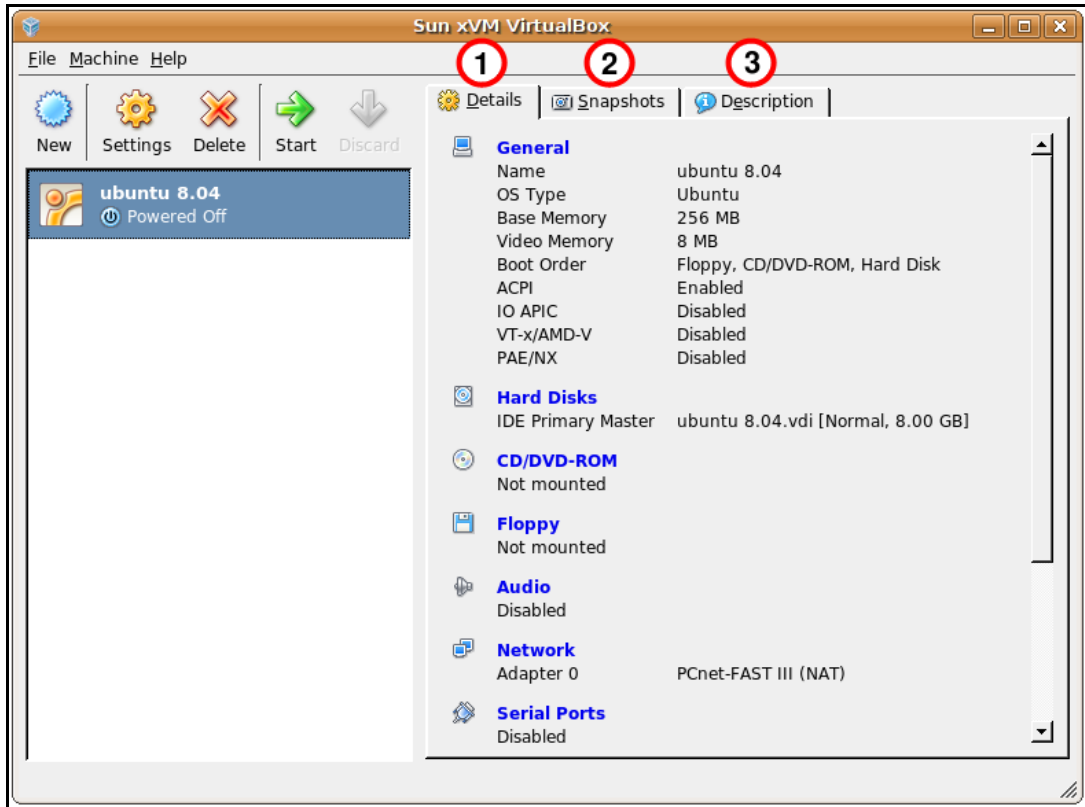 Sun xVM VirtualBox
File Machine Help
1 2 3
New Settings Delete Start Discard
Details Snapshots Description
ubuntu 8.04
Powered Off
General
Name ubuntu 8.04
OS Type Ubuntu
Base Memory 256 MB
Video Memory 8 MB
Boot Order Floppy, CD/DVD-ROM, Hard Disk
ACPI Enabled
IO APIC Disabled
VT-x/AMD-V Disabled
PAE/NX Disabled
Hard Disks
IDE Primary Master ubuntu 8.04.vdi [Normal, 8.00 GB]
CD/DVD-ROM
Not mounted
Floppy
Not mounted
Audio
Disabled
Network
Adapter 0 PCnet-FAST III (NAT)
Serial Ports
Disabled